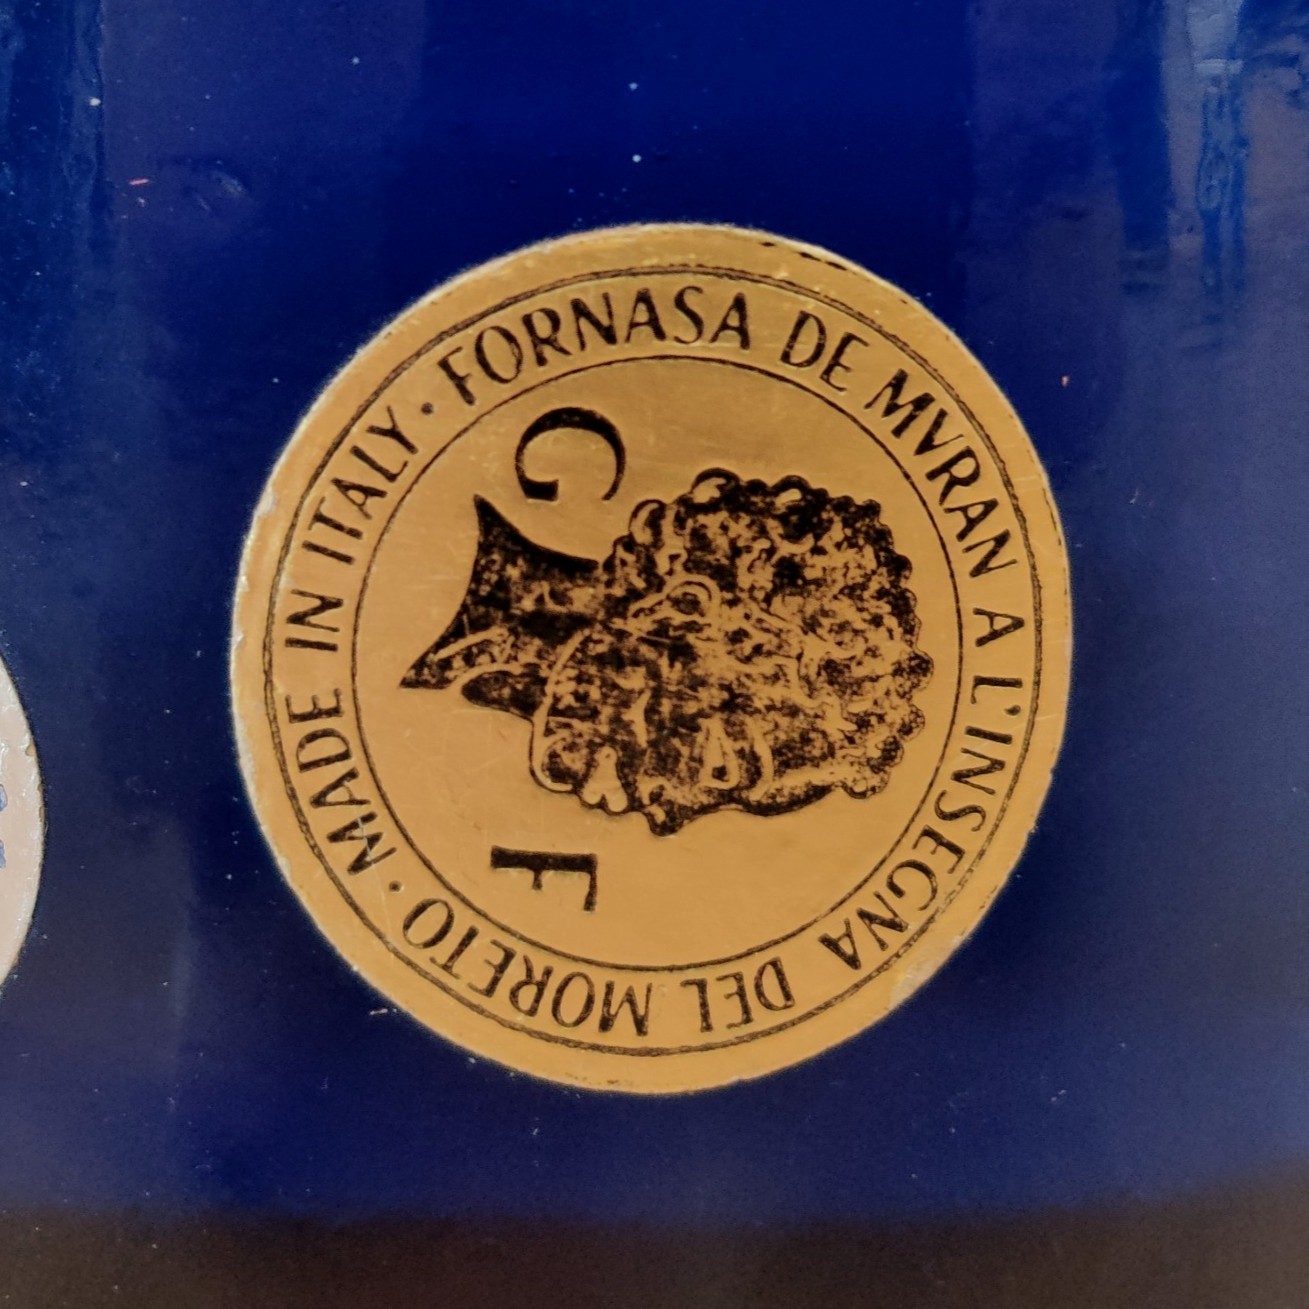 FORNASA DE MVRAN A L'INSEGNA DEL MORETO · MADE IN ITALY ·
G F